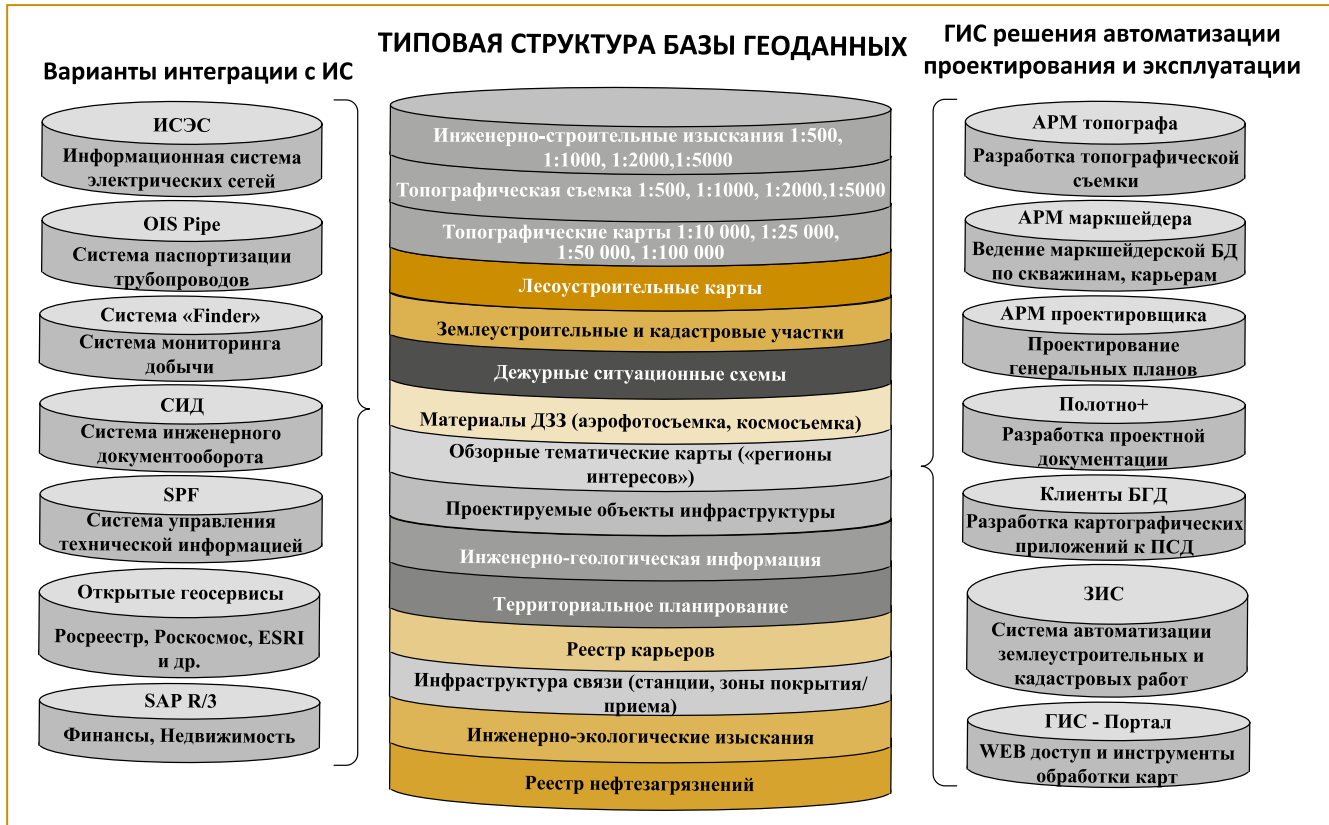 ТИПОВАЯ СТРУКТУРА БАЗЫ ГЕОДАННЫХ
Варианты интеграции с ИС
ИСЭС
Информационная система
электрических сетей
OIS Pipe
Система паспортизации
трубопроводов
Система «Finder»
Система мониторинга
добычи
СИД
Система инженерного
документооборота
SPF
Система управления
технической информацией
Открытые геосервисы
Росреестр, Роскосмос, ESRI
и др.
SAP R/3
Финансы, Недвижимость
Инженерно-строительные изыскания 1:500,
1:1000, 1:2000,1:5000
Топографическая съемка 1:500, 1:1000, 1:2000,1:5000
Топографические карты 1:10 000, 1:25 000,
1:50 000, 1:100 000
Лесоустроительные карты
Землеустроительные и кадастровые участки
Дежурные ситуационные схемы
Материалы ДЗЗ (аэрофотосъемка, космосъемка)
Обзорные тематические карты («регионы
интересов»)
Проектируемые объекты инфраструктуры
Инженерно-геологическая информация
Территориальное планирование
Реестр карьеров
Инфраструктура связи (станции, зоны покрытия/
приема)
Инженерно-экологические изыскания
Реестр нефтезагрязнений
ГИС решения автоматизации
проектирования и эксплуатации
АРМ топографа
Разработка топографической
съемки
АРМ маркшейдера
Ведение маркшейдерской БД
по скважинам, карьерам
АРМ проектировщика
Проектирование
генеральных планов
Полотно+
Разработка проектной
документации
Клиенты БГД
Разработка картографических
приложений к ПСД
ЗИС
Система автоматизации
землеустроительных и
кадастровых работ
ГИС - Портал
WEB доступ и инструменты
обработки карт